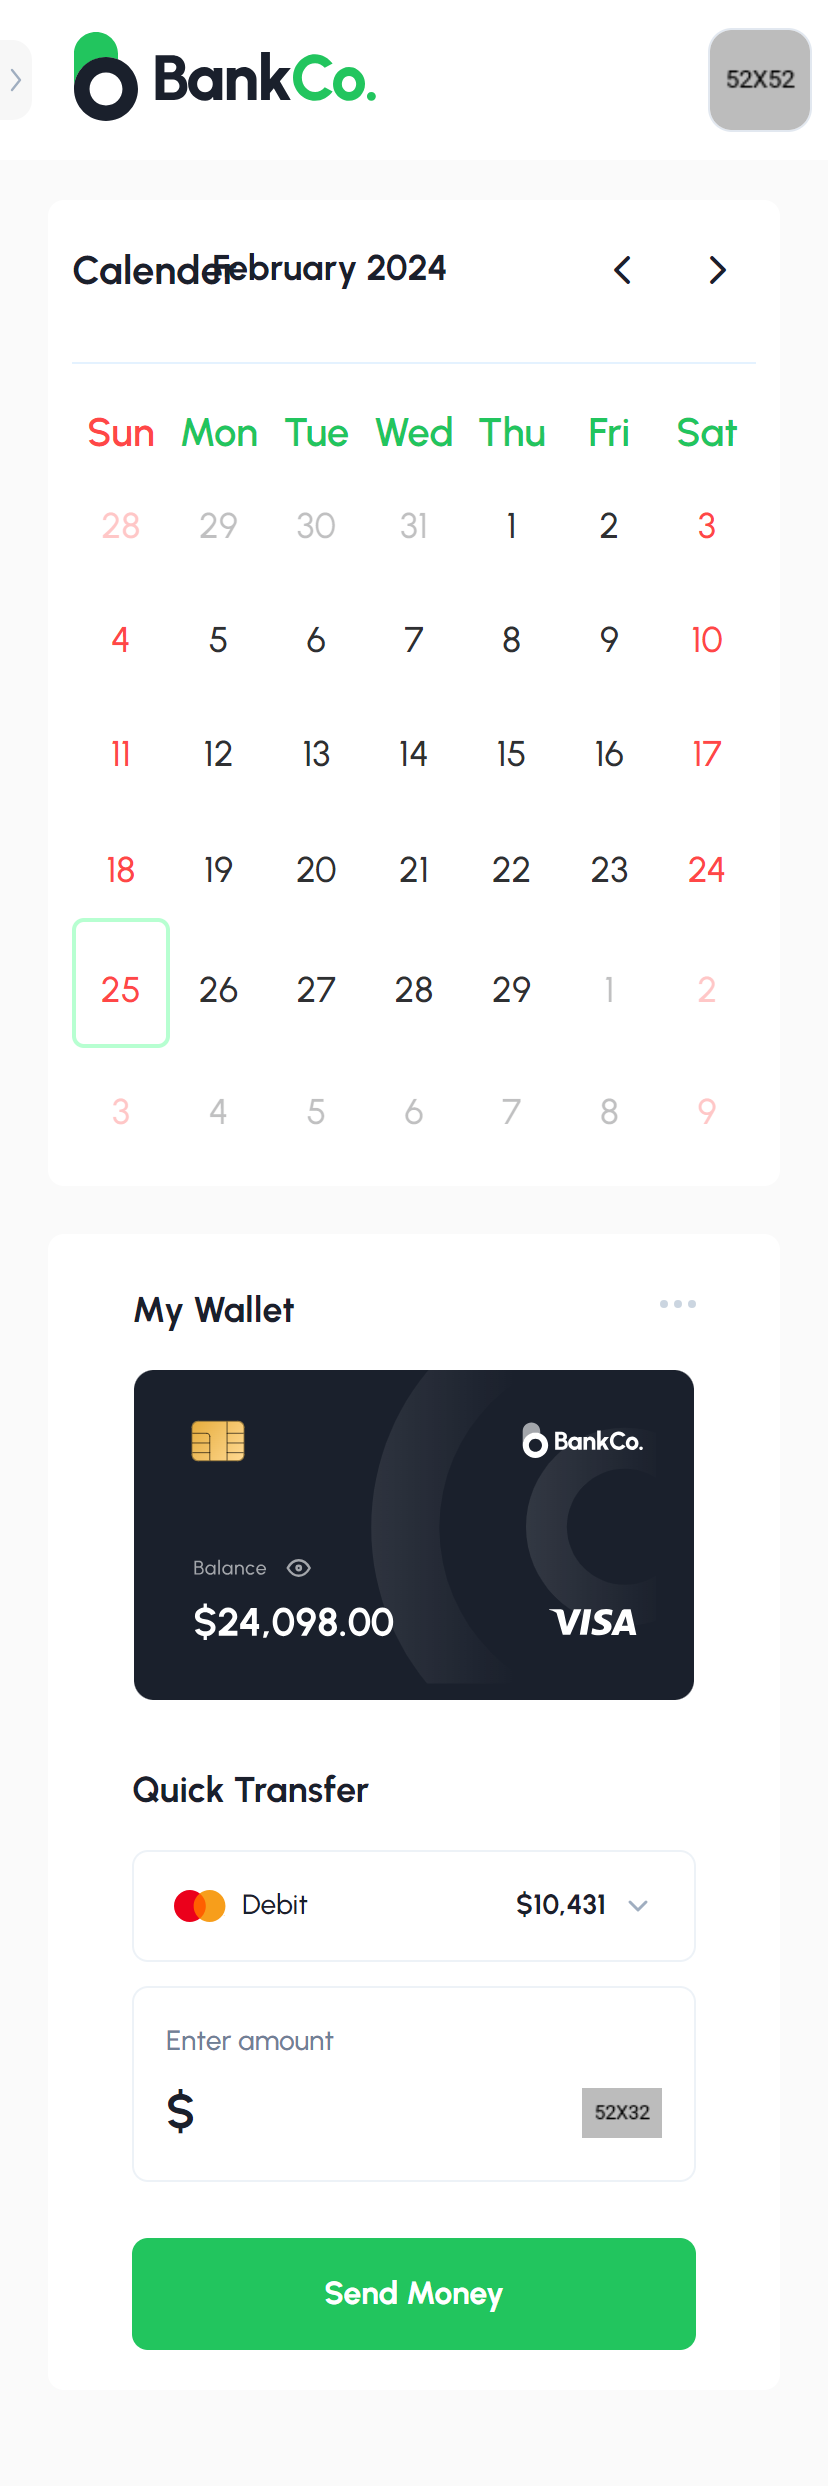 BankCo.
52X52
Calender February 2024
Sun Mon Tue Wed Thu Fri Sat
28 29 30 31 1 2 3
4 5 6 7 8 9 10
11 12 13 14 15 16 17
18 19 20 21 22 23 24
25 26 27 28 29 1 2
3 4 5 6 7 8 9
My Wallet
BankCo.
Balance
$24,098.00 VISA
Quick Transfer
Debit $10,431
Enter amount
$ 52X32
Send Money